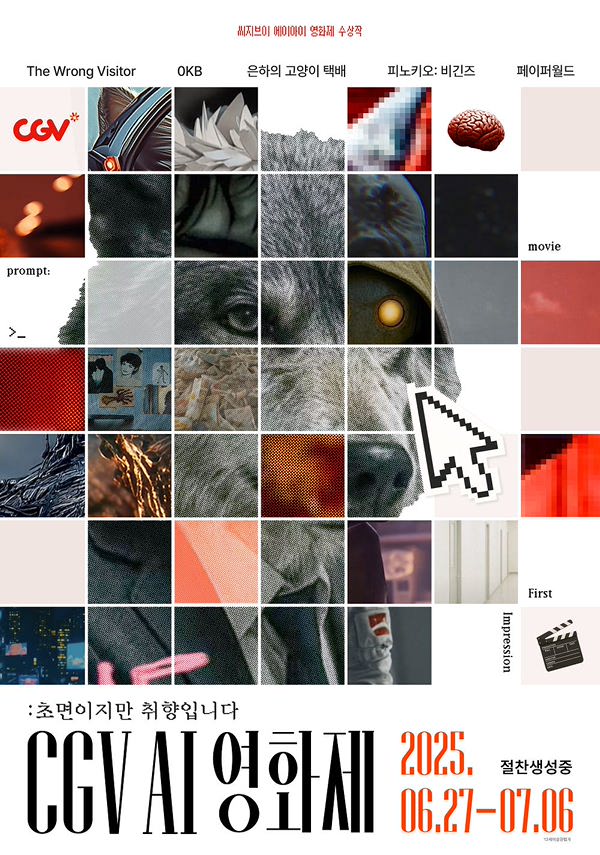 씨지브이 에이아이 영화제 수상작
The Wrong Visitor 0KB 은하의 고양이 택배 피노키오: 비긴즈 페이퍼월드
CGV
movie
prompt:
>_
First
Impression
:초면이지만 취향입니다
CGV AI 영화제
2025.
절찬생성중
06.27-07.06